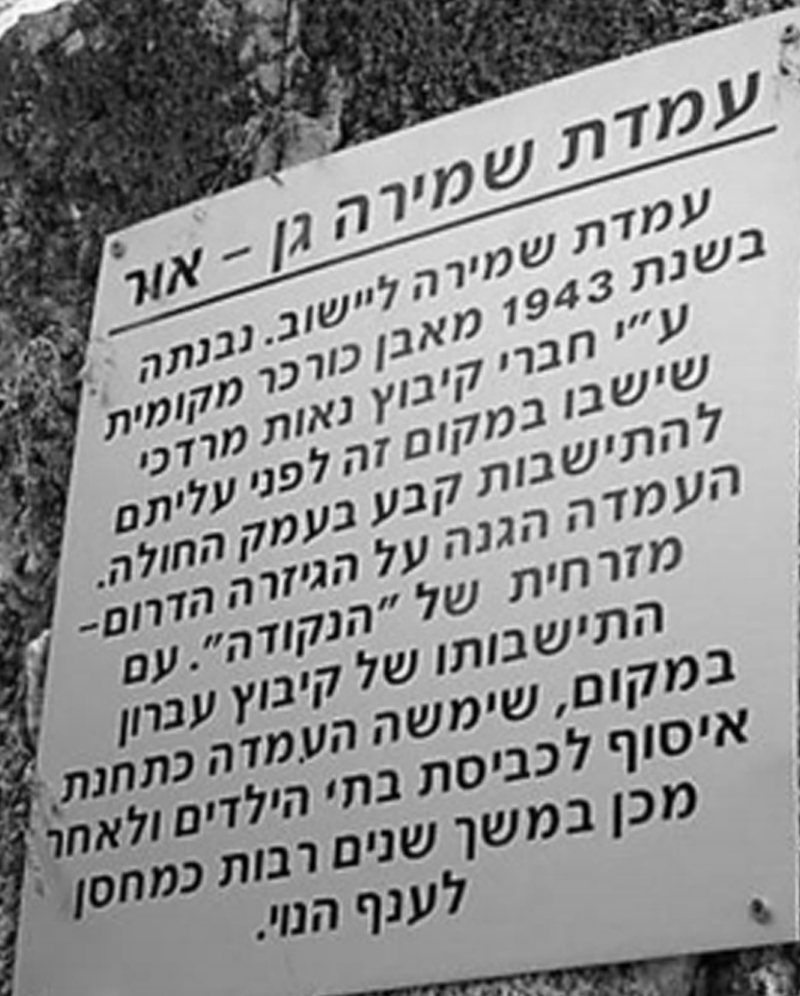 עמדת שמירה גן – אור
עמדת שמירה ליישוב. נבנתה
בשנת 1943 מאבן כורכר מקומית
ע״י חברי קיבוץ נאות מרדכי
שישבו במקום זה לפני עליתם
להתישבות קבע בעמק החולה.
העמדה הגנה על הגיזרה הדרום–
מזרחית של ״הנקודה״. עם
התישבותו של קיבוץ עברון
במקום, שימשה העמדה כתחנת
איסוף לכביסת בתי הילדים ולאחר
מכן במשך שנים רבות כמחסן
לענף הנוי.